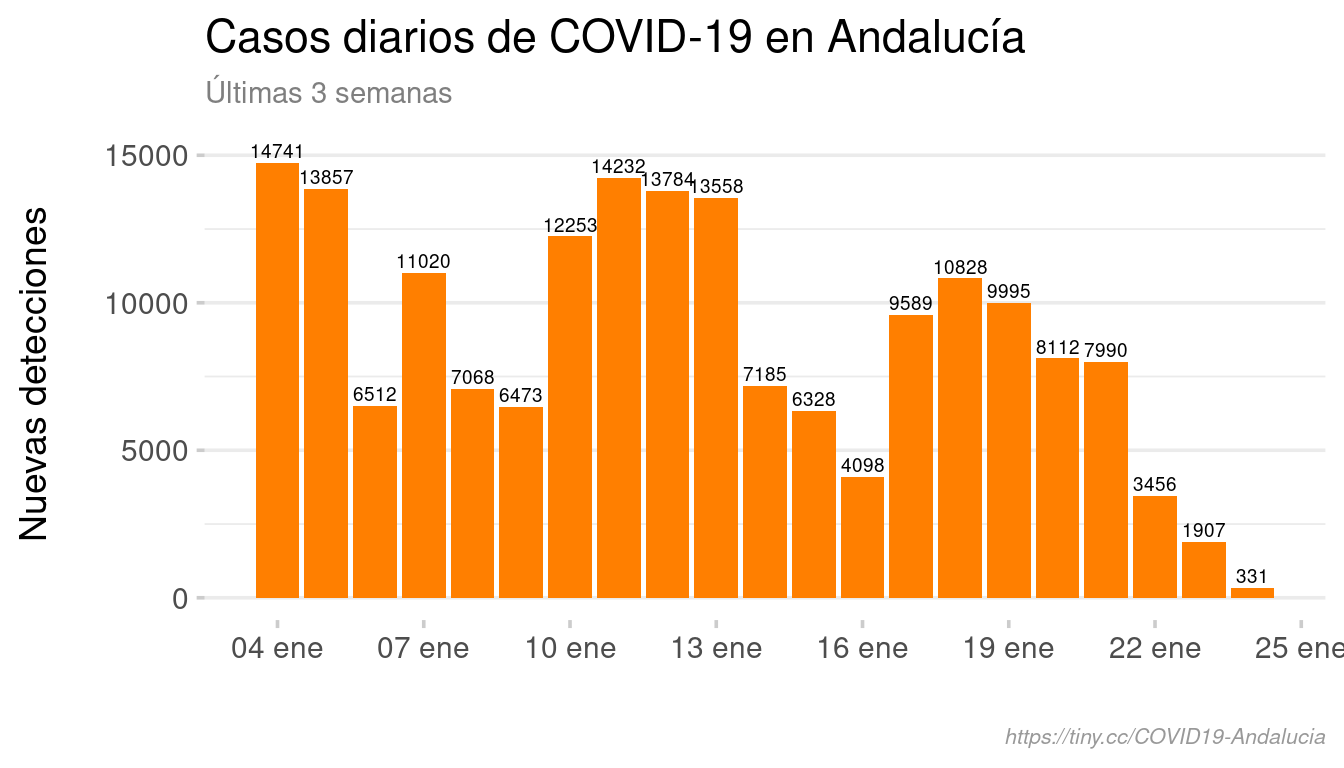 Casos diarios de COVID-19 en Andalucía
Últimas 3 semanas
Nuevas detecciones
15000
10000
5000
0
14741
13857
6512
11020
7068
6473
12253
14232
13784
13558
7185
6328
4098
9589
10828
9995
8112
7990
3456
1907
331
04 ene
07 ene
10 ene
13 ene
16 ene
19 ene
22 ene
25 ene
https://tiny.cc/COVID19-Andalucia